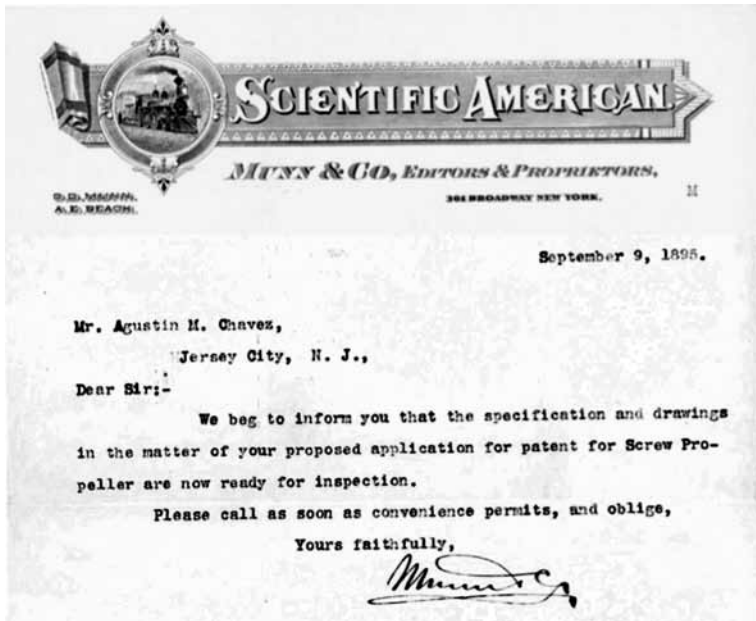 SCIENTIFIC AMERICAN.
MUNN & CO, EDITORS & PROPRIETORS,
361 BROADWAY NEW YORK.
M
O. D. MUNN.
A. E. BEACH.
September 9, 1895.
Mr. Agustin M. Chavez,
Jersey City, N. J.,
Dear Sir:-
We beg to inform you that the specification and drawings
in the matter of your proposed application for patent for Screw Pro-
peller are now ready for inspection.
Please call as soon as convenience permits, and oblige,
Yours faithfully,
Munn & Co.